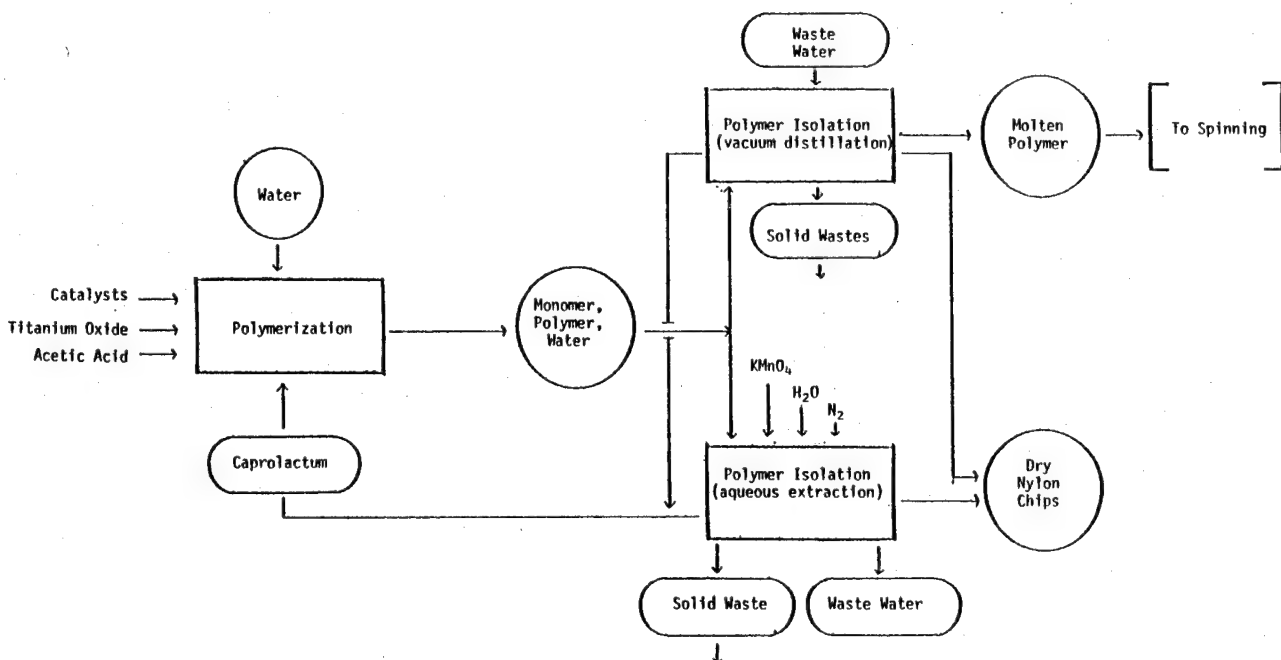 Waste
Water
Polymer Isolation
(vacuum distillation)
Molten
Polymer
To Spinning
Water
Solid Wastes
Catalysts
Titanium Oxide
Acetic Acid
Polymerization
Monomer,
Polymer,
Water
KMnO₄
H₂O
N₂
Caprolactum
Polymer Isolation
(aqueous extraction)
Dry
Nylon
Chips
Solid Waste
Waste Water